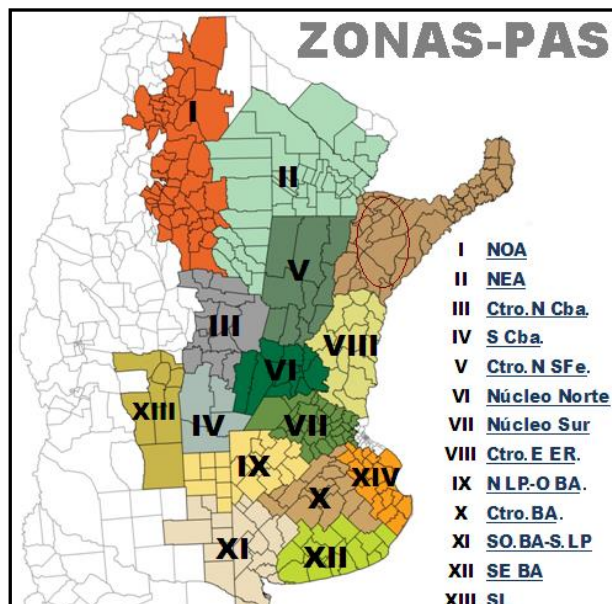 ZONAS-PAS
I
II
V
III
VIII
VI
XIII
IV
VII
IX
XIV
X
XI
XII
I NOA
II NEA
III Ctro.N Cba.
IV S Cba.
V Ctro.N SFe.
VI Núcleo Norte
VII Núcleo Sur
VIII Ctro.E ER.
IX N LP.-O BA.
X Ctro.BA.
XI SO.BA-S.LP
XII SE BA
XIII SL